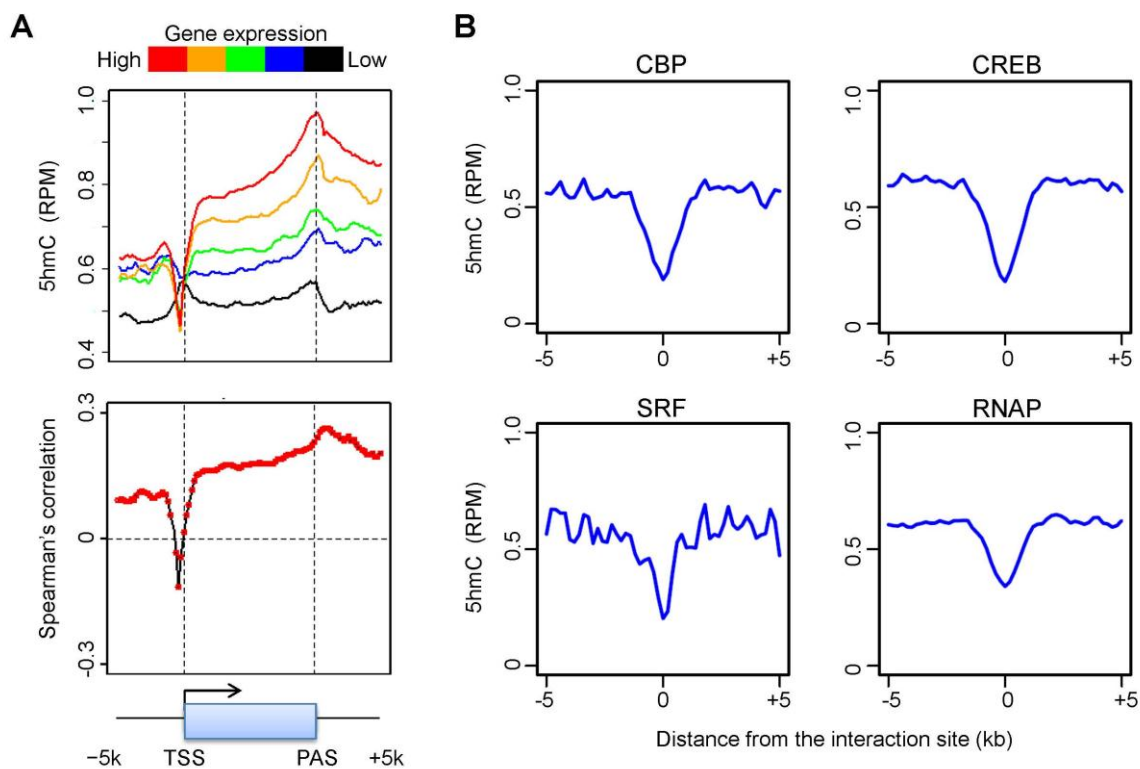 A
Gene expression
High
Low
5hmC (RPM)
1.0
0.8
0.6
0.4
Spearman's correlation
0.3
0
-0.3
−5k
TSS
PAS
+5k
B
CBP
5hmC (RPM)
1.0
0.5
0
-5
0
+5
CREB
1.0
0.5
0
-5
0
+5
SRF
5hmC (RPM)
1.0
0.5
0
-5
0
+5
RNAP
1.0
0.5
0
-5
0
+5
Distance from the interaction site (kb)